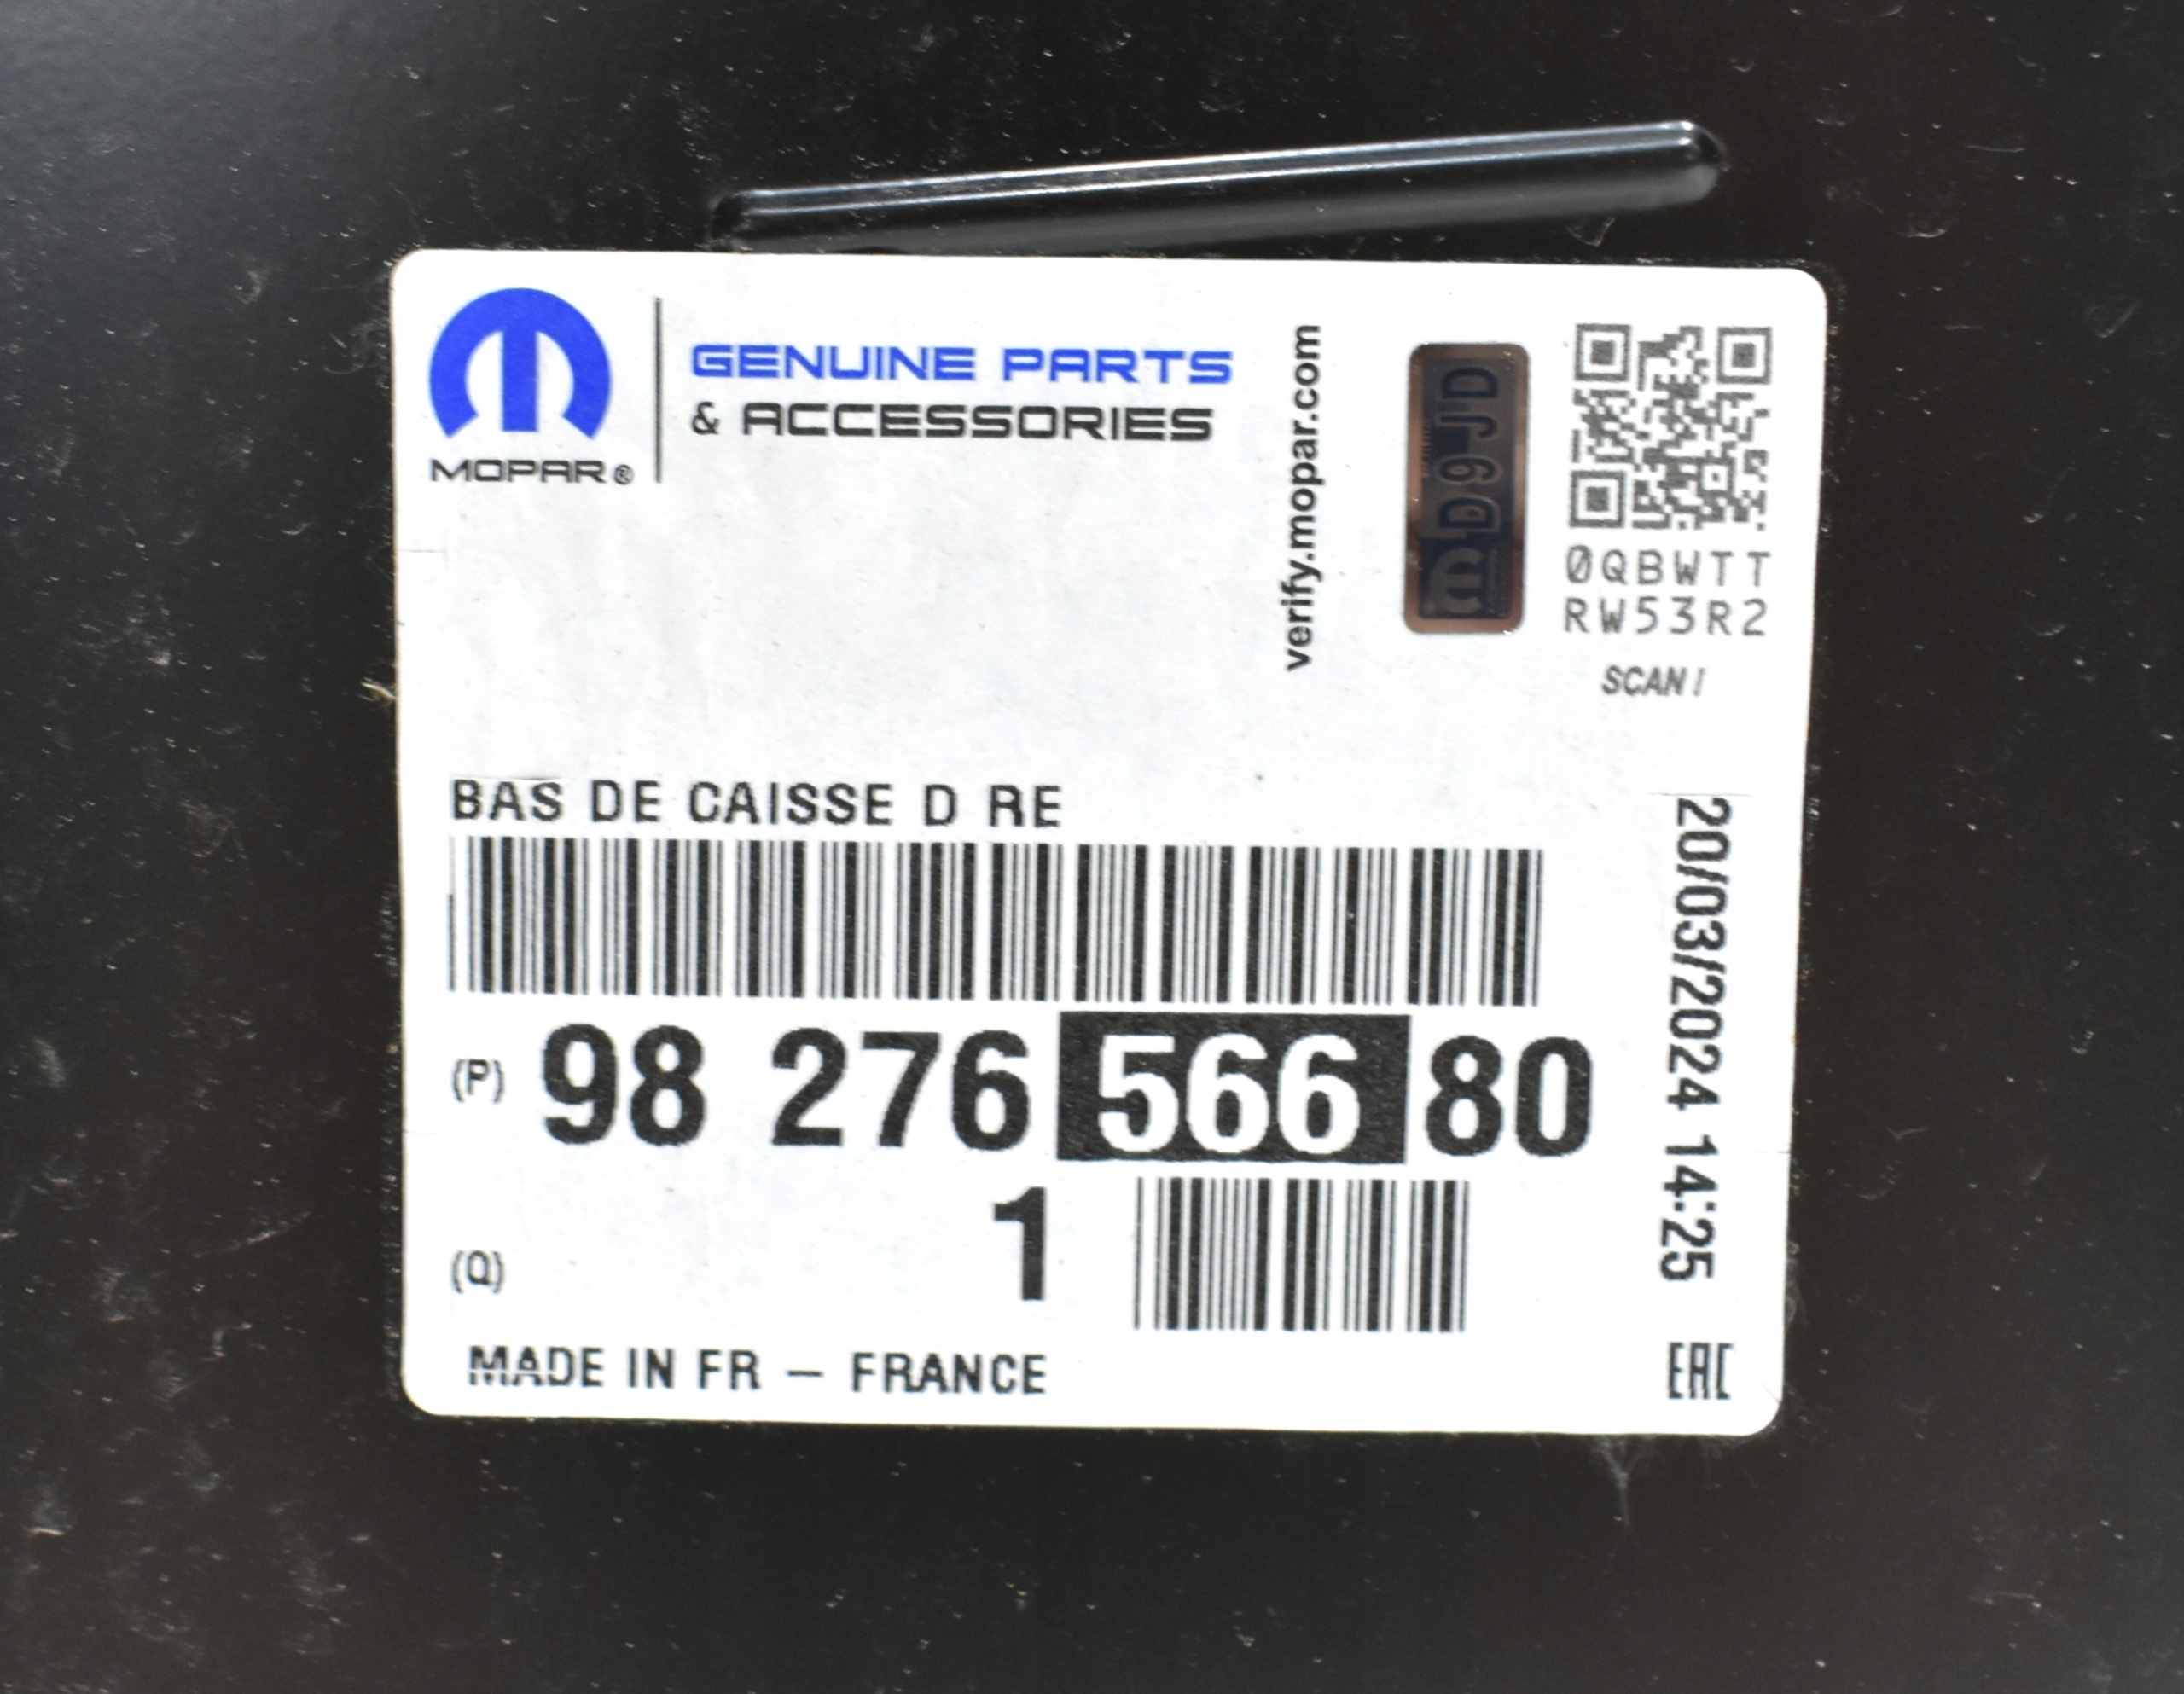 MOPAR®
GENUINE PARTS
& ACCESSORIES
verify.mopar.com
D9JD
0QBWTT
RW53R2
SCAN!
BAS DE CAISSE D RE
(P) 98 276 566 80
(Q) 1
MADE IN FR – FRANCE
20/03/2024 14:25
EAC